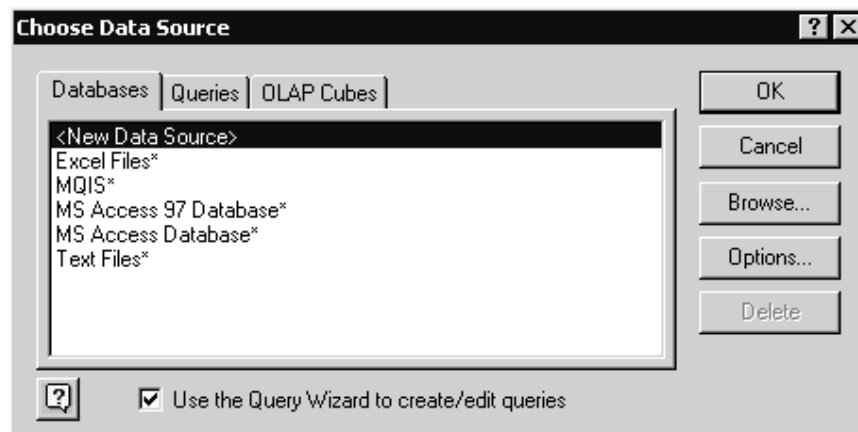 Choose Data Source
Databases Queries OLAP Cubes
<New Data Source>
Excel Files*
MQIS*
MS Access 97 Database*
MS Access Database*
Text Files*
OK
Cancel
Browse...
Options...
Delete
Use the Query Wizard to create/edit queries